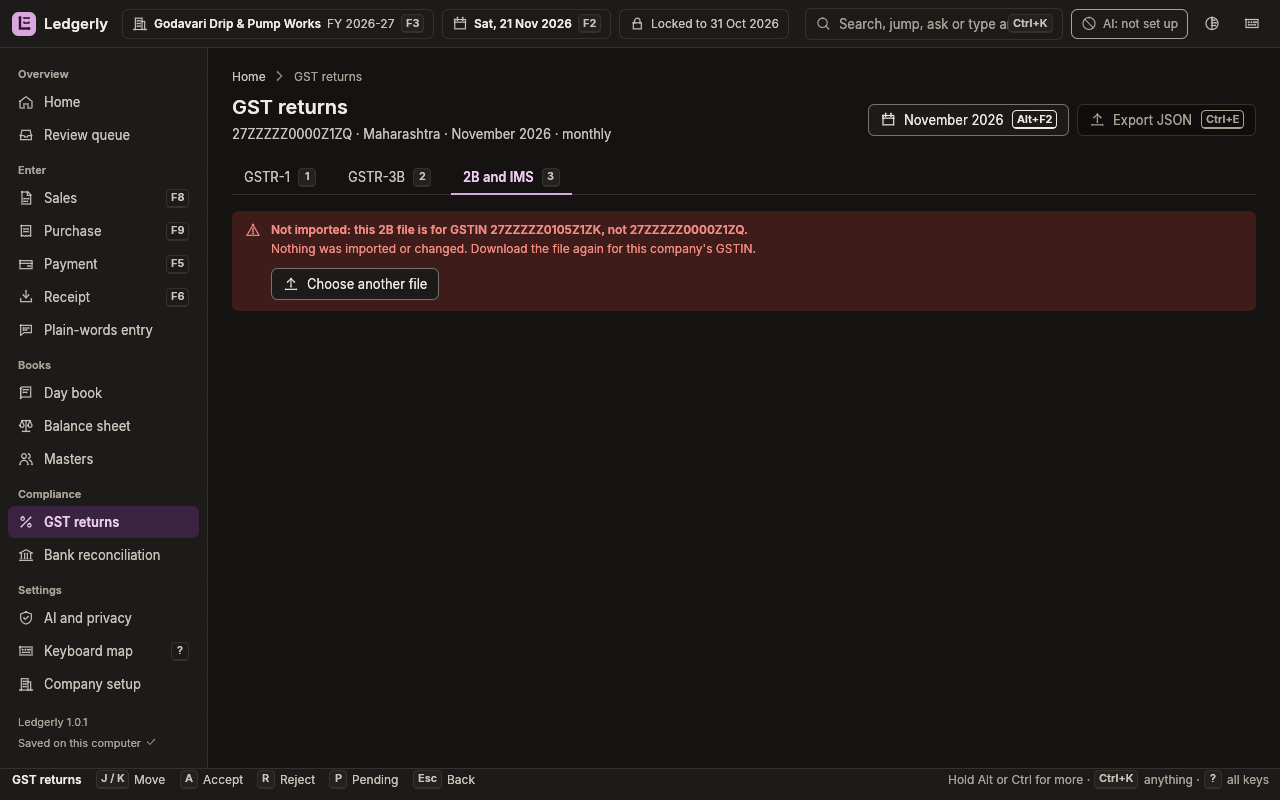 Ledgerly
Godavari Drip & Pump Works FY 2026-27 F3
Sat, 21 Nov 2026 F2
Locked to 31 Oct 2026
Search, jump, ask or type a Ctrl+K
AI: not set up
Overview
Home
Review queue
Enter
Sales F8
Purchase F9
Payment F5
Receipt F6
Plain-words entry
Books
Day book
Balance sheet
Masters
Compliance
GST returns
Bank reconciliation
Settings
AI and privacy
Keyboard map ?
Company setup
Ledgerly 1.0.1
Saved on this computer
Home GST returns
GST returns
27ZZZZZ0000Z1ZQ · Maharashtra · November 2026 · monthly
November 2026 Alt+F2
Export JSON Ctrl+E
GSTR-1 1 GSTR-3B 2 2B and IMS 3
Not imported: this 2B file is for GSTIN 27ZZZZZ0105Z1ZK, not 27ZZZZZ0000Z1ZQ.
Nothing was imported or changed. Download the file again for this company's GSTIN.
Choose another file
GST returns J / K Move A Accept R Reject P Pending Esc Back
Hold Alt or Ctrl for more · Ctrl+K anything · ? all keys